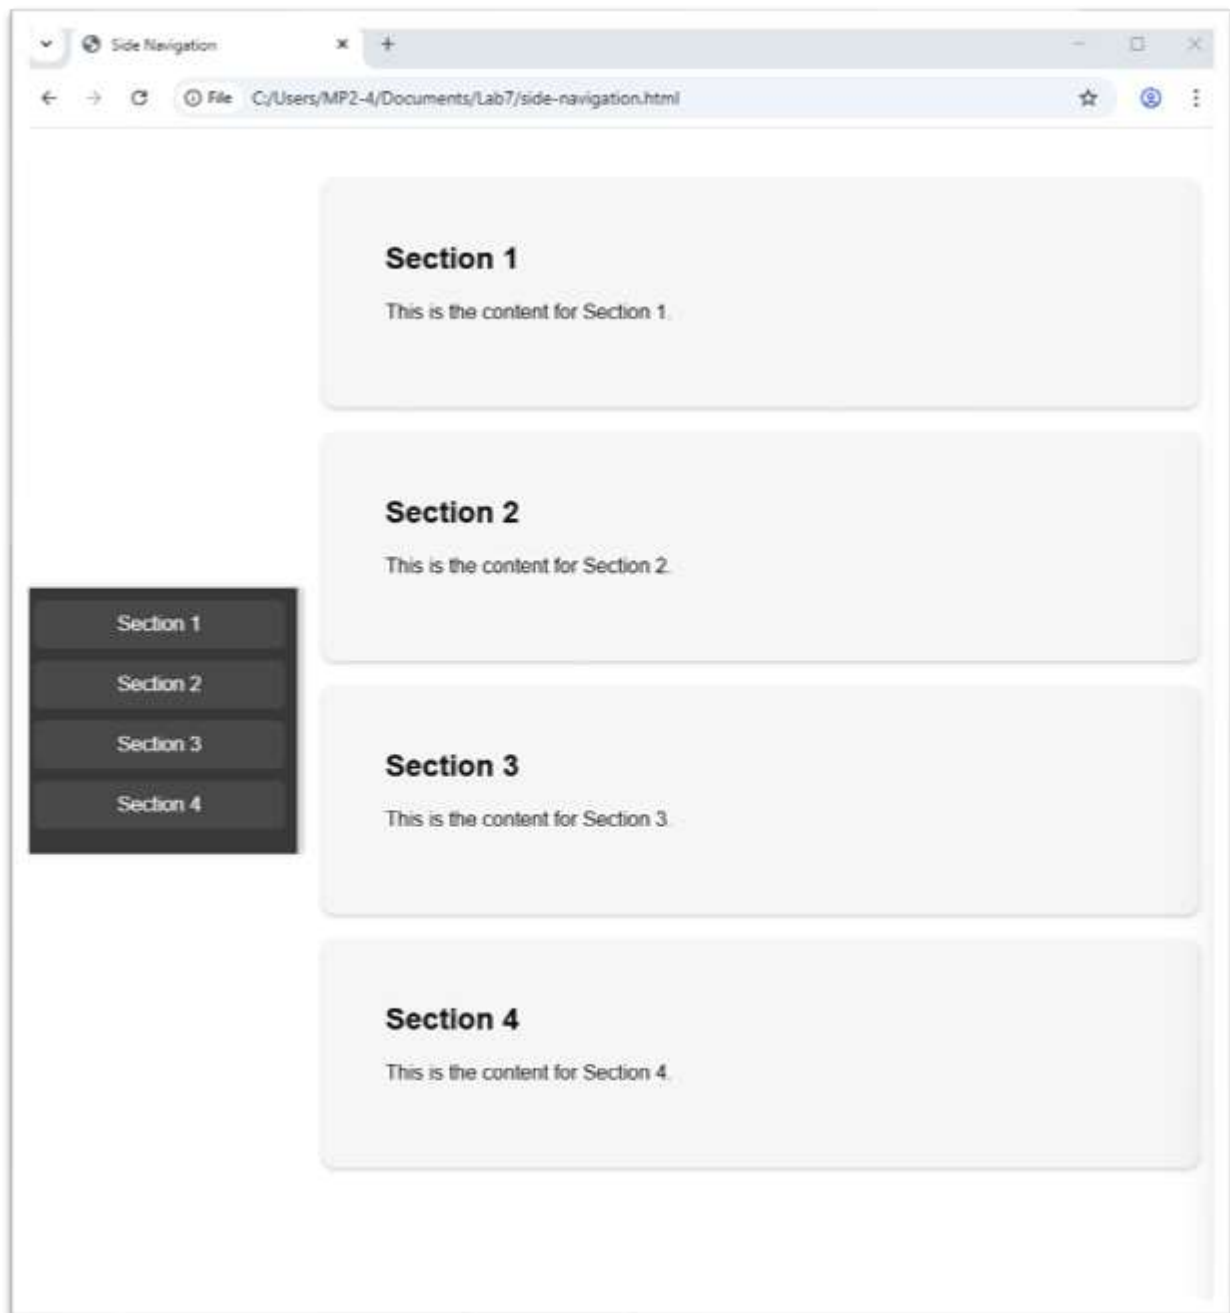 Side Navigation
File C:/Users/MP2-4/Documents/Lab7/side-navigation.html
Section 1
This is the content for Section 1.
Section 2
This is the content for Section 2.
Section 1
Section 2
Section 3
Section 4
Section 3
This is the content for Section 3.
Section 4
This is the content for Section 4.